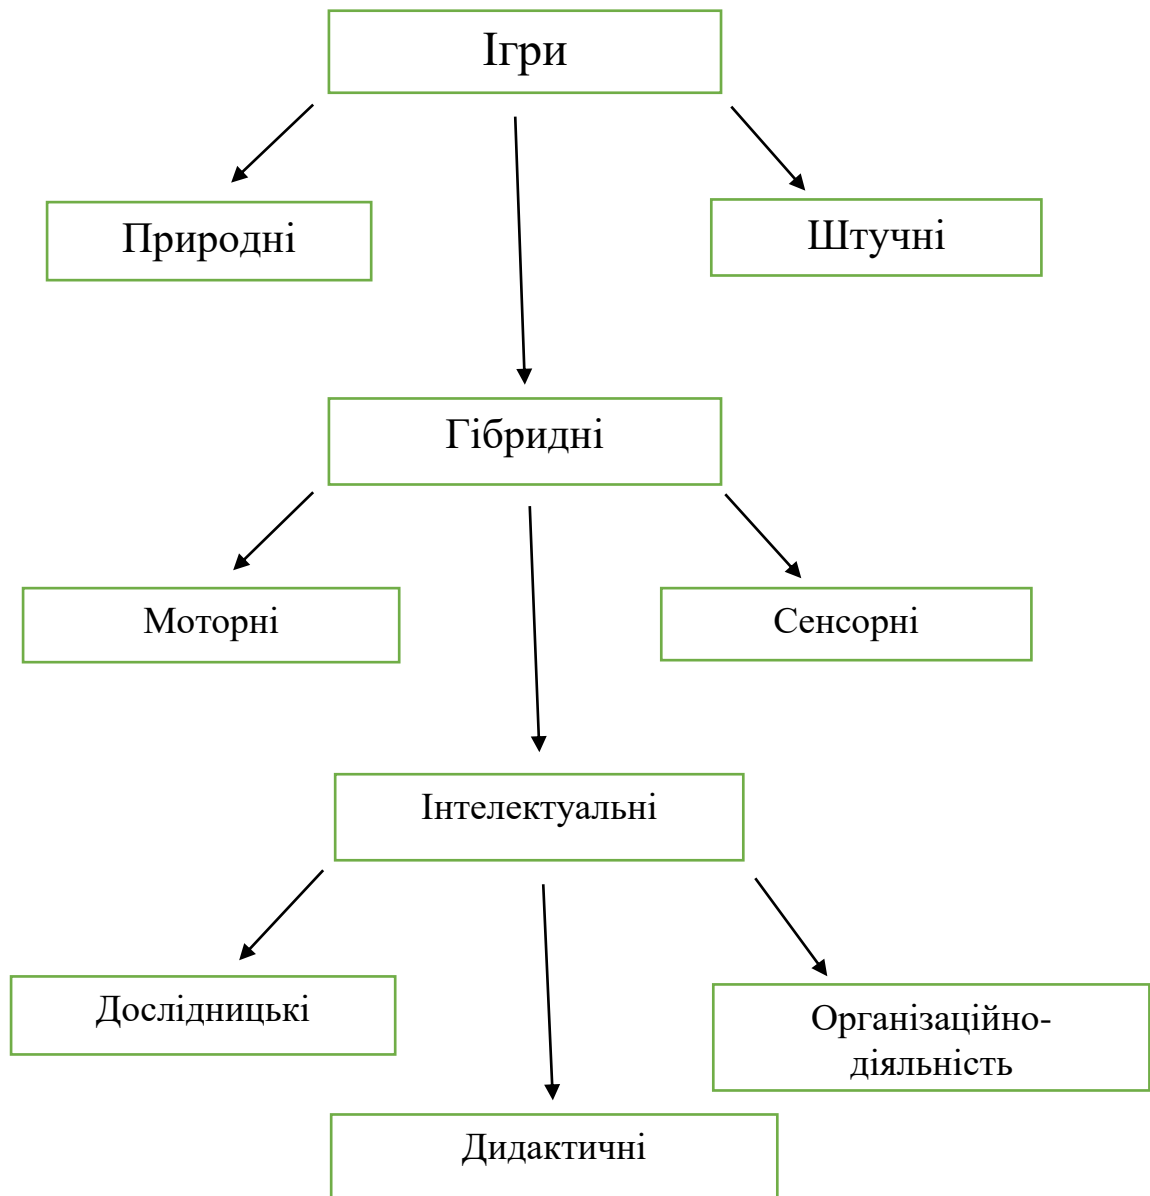 Ігри
Природні
Штучні
Гібридні
Моторні
Сенсорні
Інтелектуальні
Дослідницькі
Організаційно-
діяльність
Дидактичні